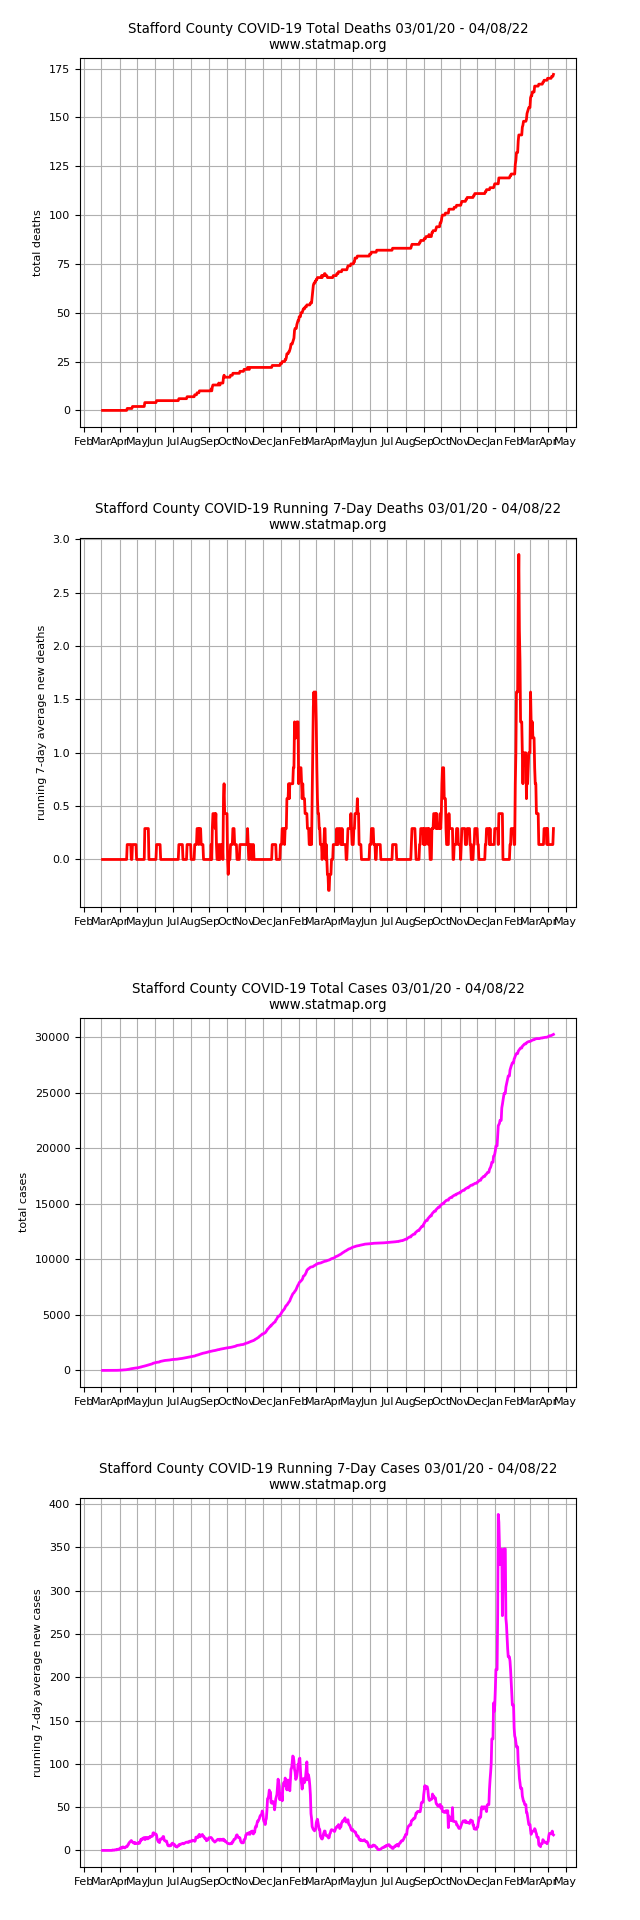 Stafford County COVID-19 Total Deaths 03/01/20 - 04/08/22
www.statmap.org
175
150
125
100
75
50
25
0
total deaths
Feb Mar Apr May Jun Jul Aug Sep Oct Nov Dec Jan Feb Mar Apr May Jun Jul Aug Sep Oct Nov Dec Jan Feb Mar Apr May
Stafford County COVID-19 Running 7-Day Deaths 03/01/20 - 04/08/22
www.statmap.org
3.0
2.5
2.0
1.5
1.0
0.5
0.0
running 7-day average new deaths
Feb Mar Apr May Jun Jul Aug Sep Oct Nov Dec Jan Feb Mar Apr May Jun Jul Aug Sep Oct Nov Dec Jan Feb Mar Apr May
Stafford County COVID-19 Total Cases 03/01/20 - 04/08/22
www.statmap.org
30000
25000
20000
15000
10000
5000
0
total cases
Feb Mar Apr May Jun Jul Aug Sep Oct Nov Dec Jan Feb Mar Apr May Jun Jul Aug Sep Oct Nov Dec Jan Feb Mar Apr May
Stafford County COVID-19 Running 7-Day Cases 03/01/20 - 04/08/22
www.statmap.org
400
350
300
250
200
150
100
50
0
running 7-day average new cases
Feb Mar Apr May Jun Jul Aug Sep Oct Nov Dec Jan Feb Mar Apr May Jun Jul Aug Sep Oct Nov Dec Jan Feb Mar Apr May